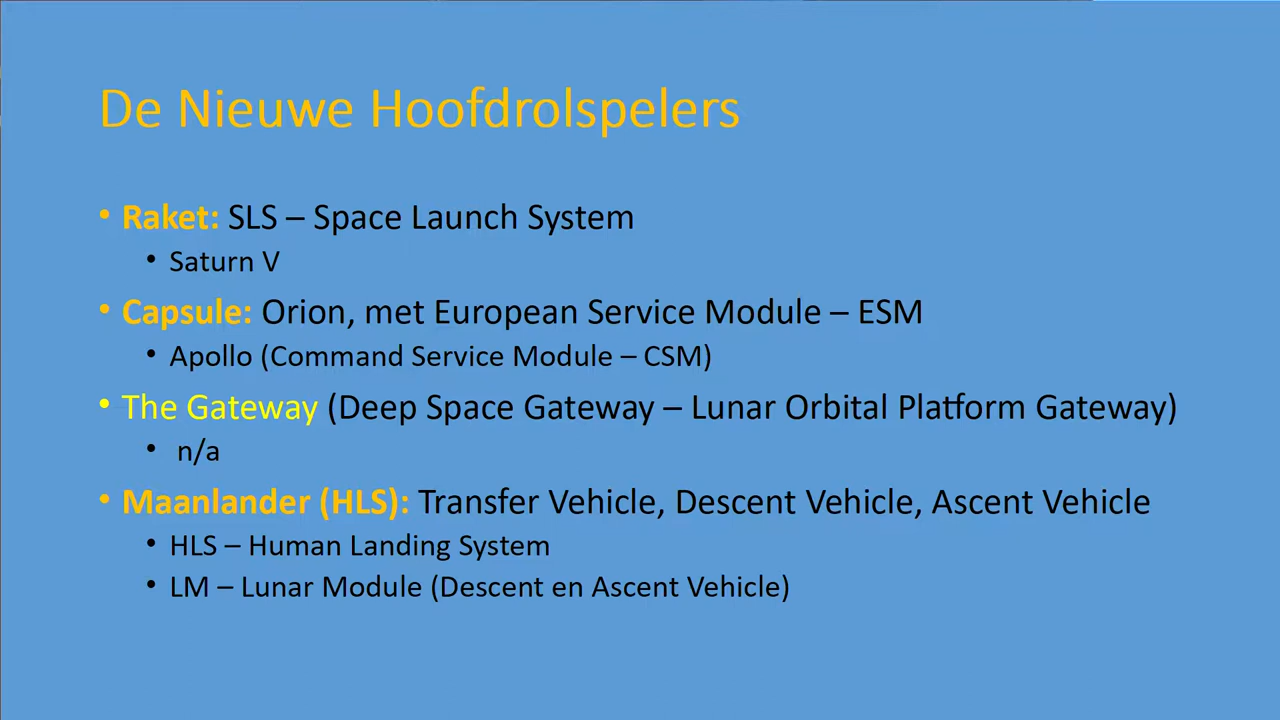 De Nieuwe Hoofdrolspelers
• Raket: SLS – Space Launch System
• Saturn V
• Capsule: Orion, met European Service Module – ESM
• Apollo (Command Service Module – CSM)
• The Gateway (Deep Space Gateway – Lunar Orbital Platform Gateway)
• n/a
• Maanlander (HLS): Transfer Vehicle, Descent Vehicle, Ascent Vehicle
• HLS – Human Landing System
• LM – Lunar Module (Descent en Ascent Vehicle)